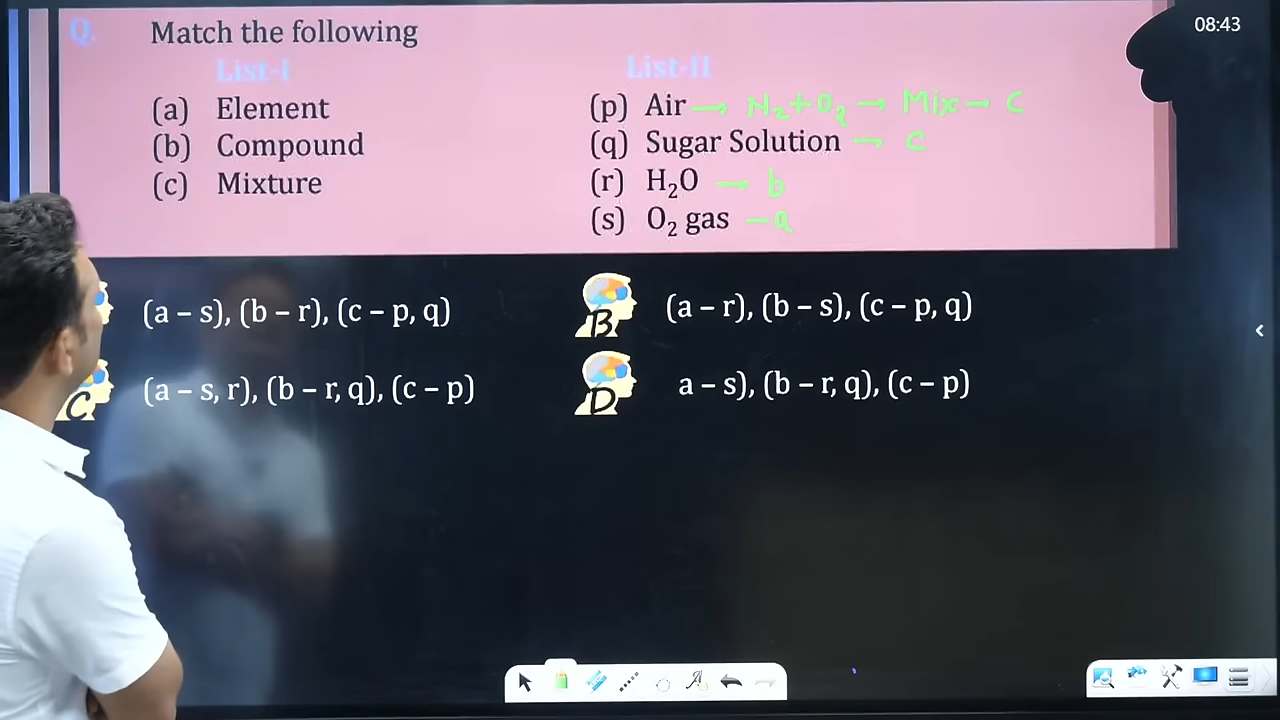 08:43
Q. Match the following
List-I List-II
(a) Element (p) Air → N₂+O₂ → Mix – C
(b) Compound (q) Sugar Solution → C
(c) Mixture (r) H₂O → b
(s) O₂ gas – a
(a – s), (b – r), (c – p, q) B (a – r), (b – s), (c – p, q)
C (a – s, r), (b – r, q), (c – p) D a – s), (b – r, q), (c – p)